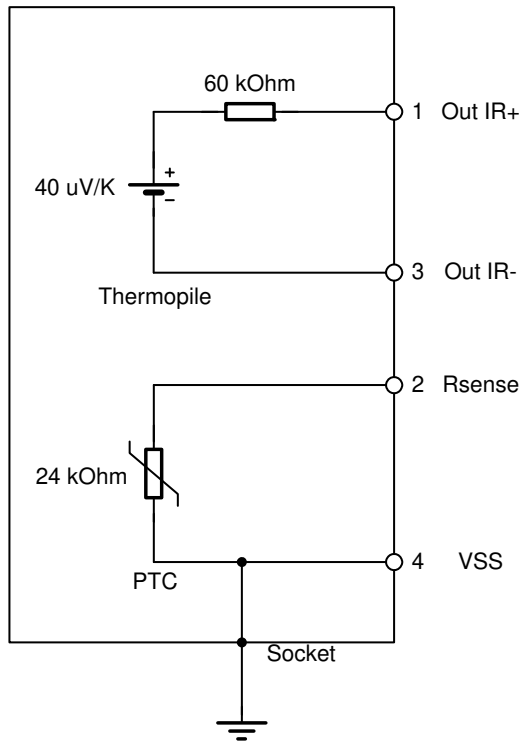 60 kOhm
1 Out IR+
40 uV/K
+
-
3 Out IR-
Thermopile
2 Rsense
24 kOhm
4 VSS
PTC
Socket